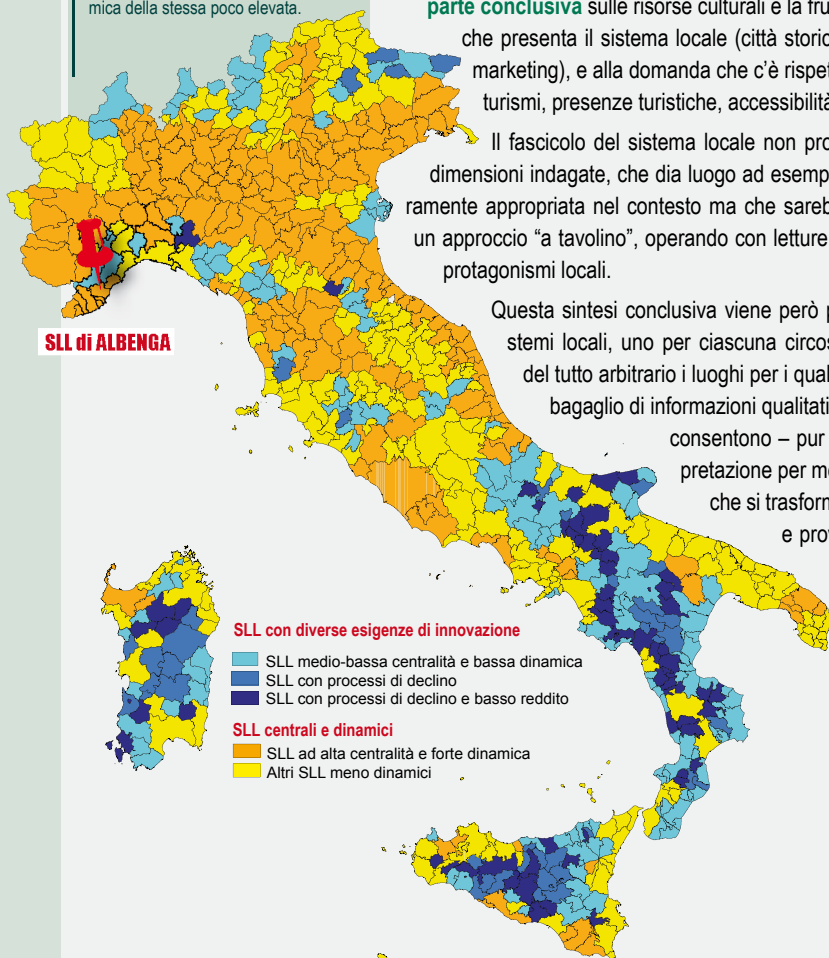 mica della stessa poco elevata.
parte conclusiva sulle risorse culturali e la fru
che presenta il sistema locale (città storic
marketing), e alla domanda che c'è rispet
turismi, presenze turistiche, accessibilità
Il fascicolo del sistema locale non pro
dimensioni indagate, che dia luogo ad esemp
ramente appropriata nel contesto ma che sareb
un approccio "a tavolino", operando con letture
protagonismi locali.
Questa sintesi conclusiva viene però p
stemi locali, uno per ciascuna circos
del tutto arbitrario i luoghi per i qual
bagaglio di informazioni qualitati
consentono – pur
pretazione per me
che si trasform
e prov
SLL di ALBENGA
SLL con diverse esigenze di innovazione
SLL medio-bassa centralità e bassa dinamica
SLL con processi di declino
SLL con processi di declino e basso reddito
SLL centrali e dinamici
SLL ad alta centralità e forte dinamica
Altri SLL meno dinamici